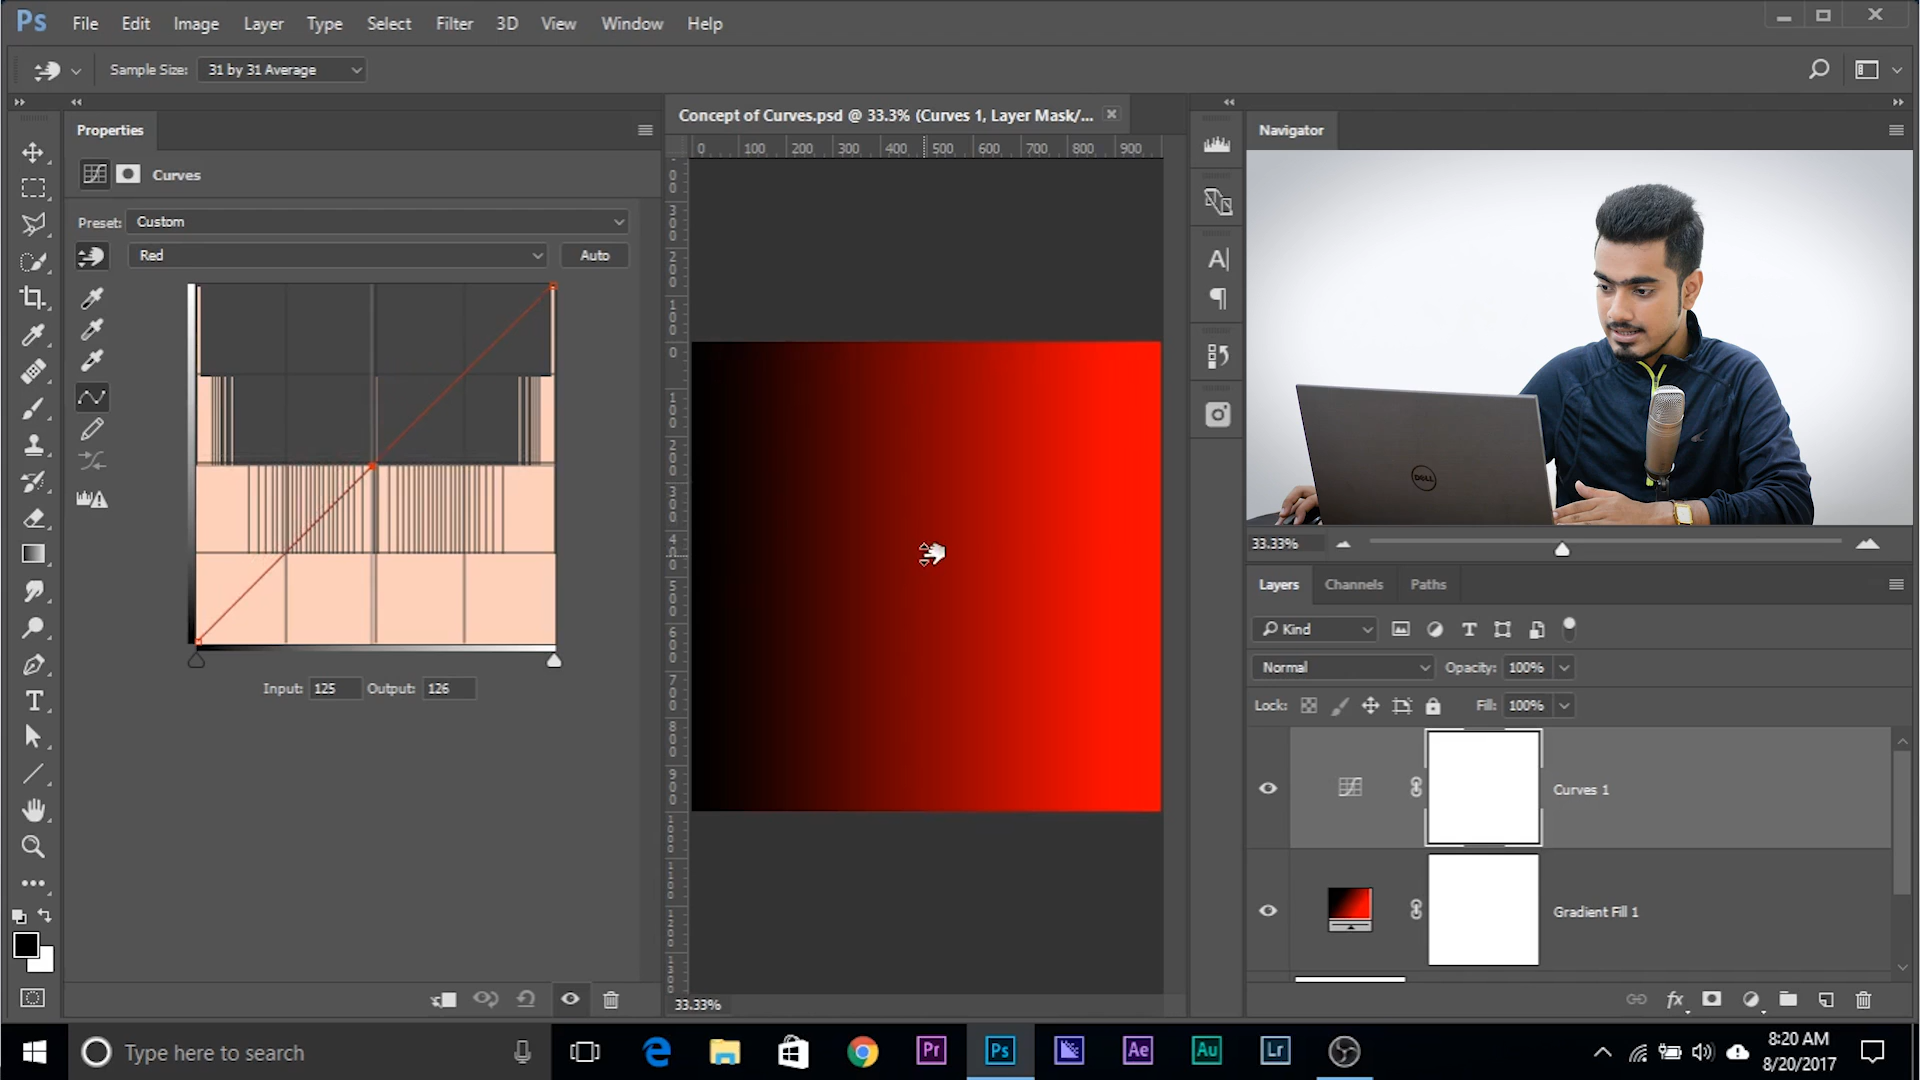 Ps File Edit Image Layer Type Select Filter 3D View Window Help
Sample Size: 31 by 31 Average
Properties
Curves
Preset: Custom
Red Auto
Input: 125 Output: 126
Concept of Curves.psd @ 33.3% (Curves 1, Layer Mask/...
0 100 200 300 400 500 600 700 800 900
33.33%
Navigator
DELL
33.33%
Layers Channels Paths
Kind
Normal Opacity: 100%
Lock: Fill: 100%
Curves 1
Gradient Fill 1
fx
Type here to search
Pr Ps Ae Au Lr
8:20 AM
8/20/2017